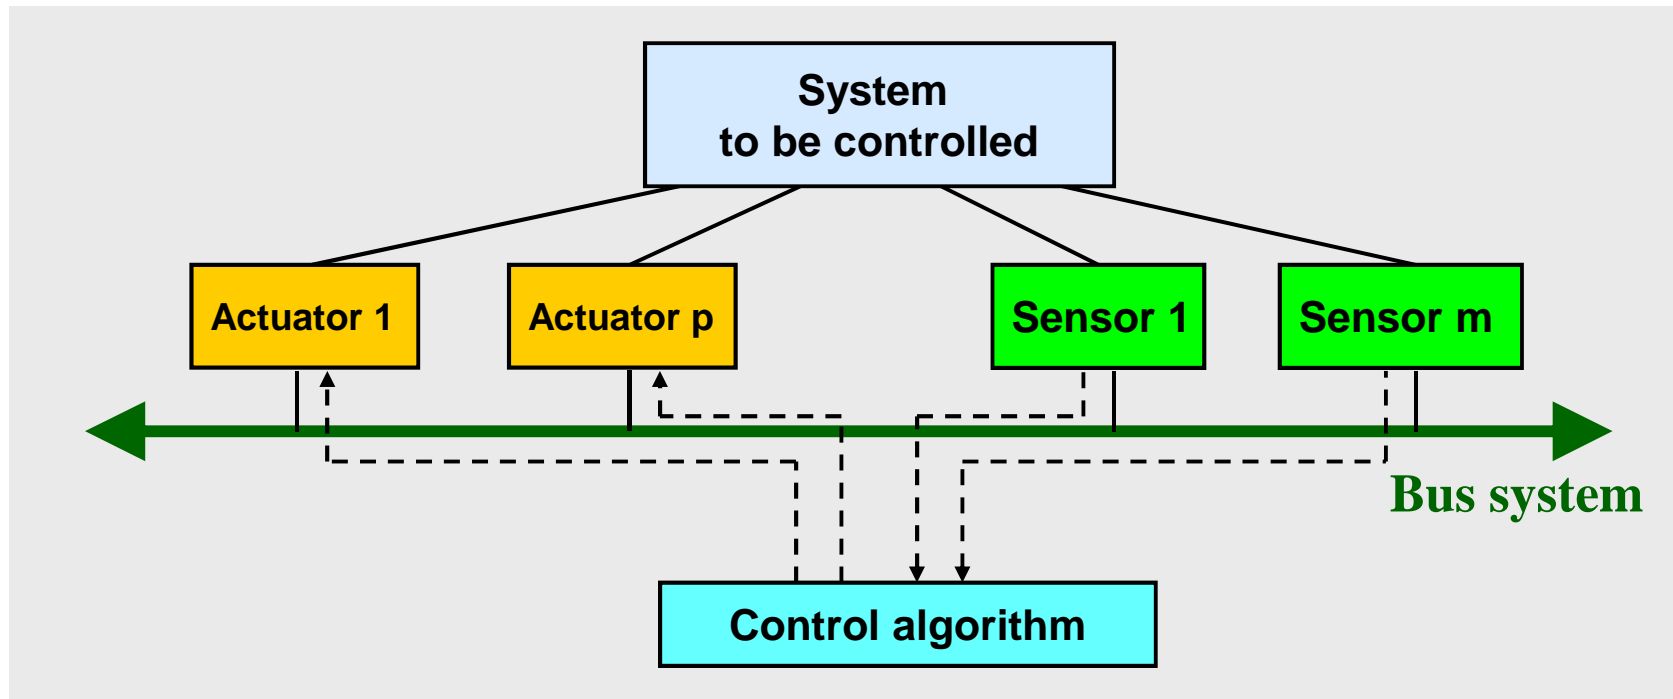 System
to be controlled
Actuator 1
Actuator p
Sensor 1
Sensor m
Bus system
Control algorithm